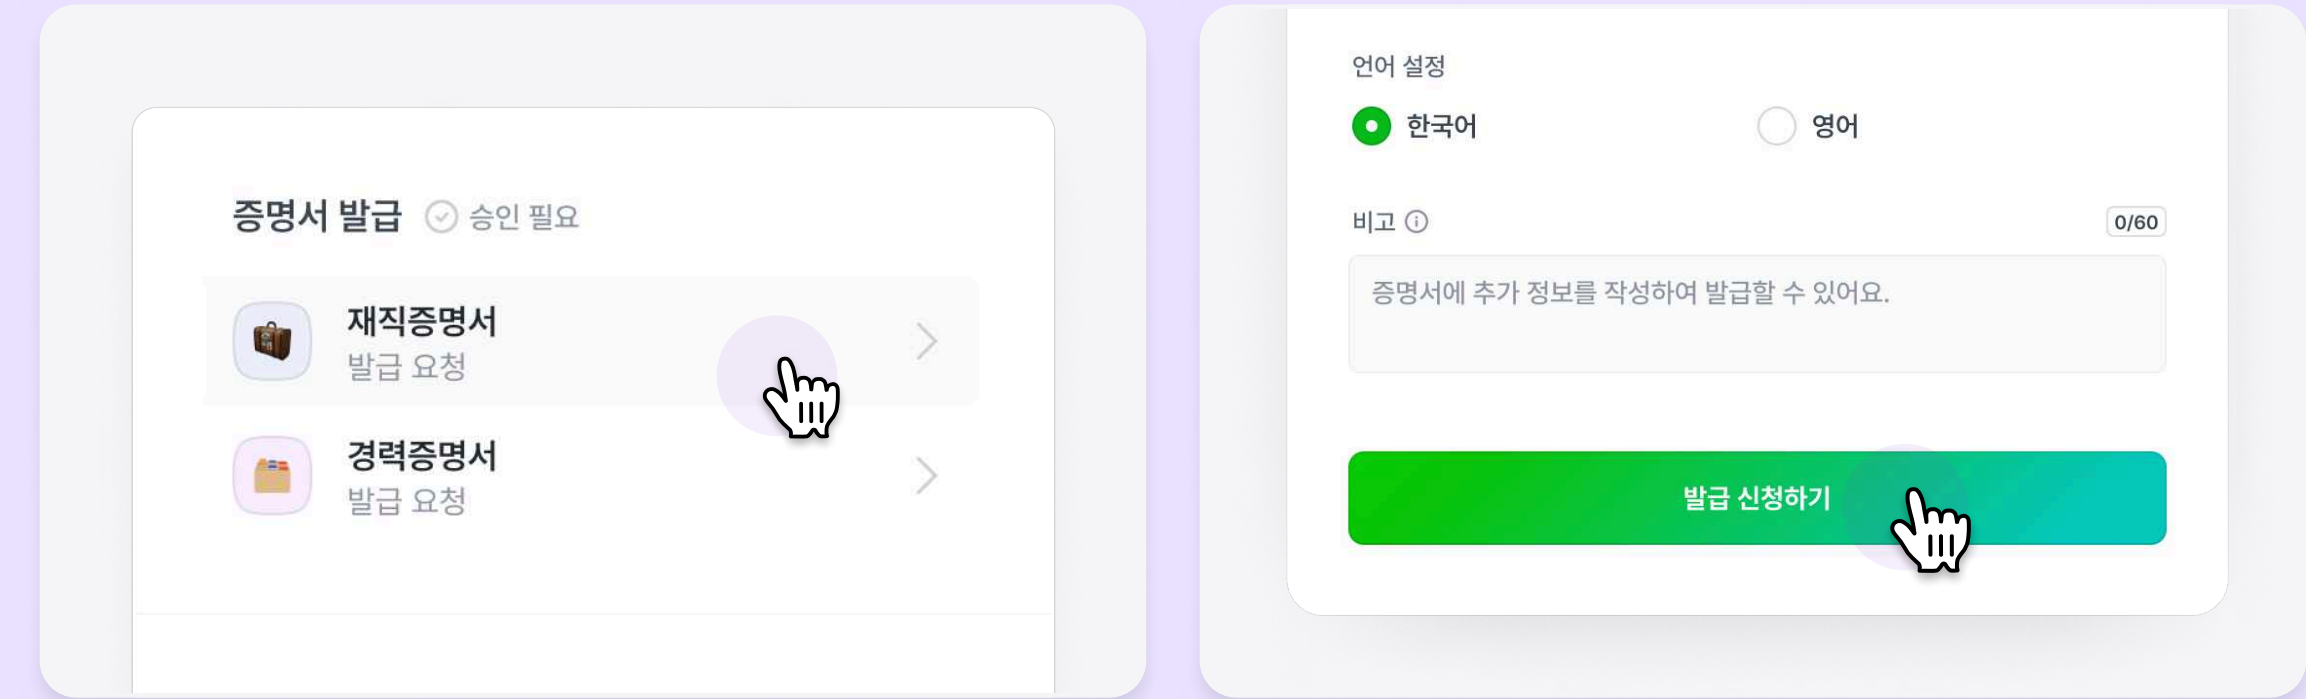 증명서 발급 승인 필요
재직증명서
발급 요청
경력증명서
발급 요청
언어 설정
한국어 영어
비고 0/60
증명서에 추가 정보를 작성하여 발급할 수 있어요.
발급 신청하기